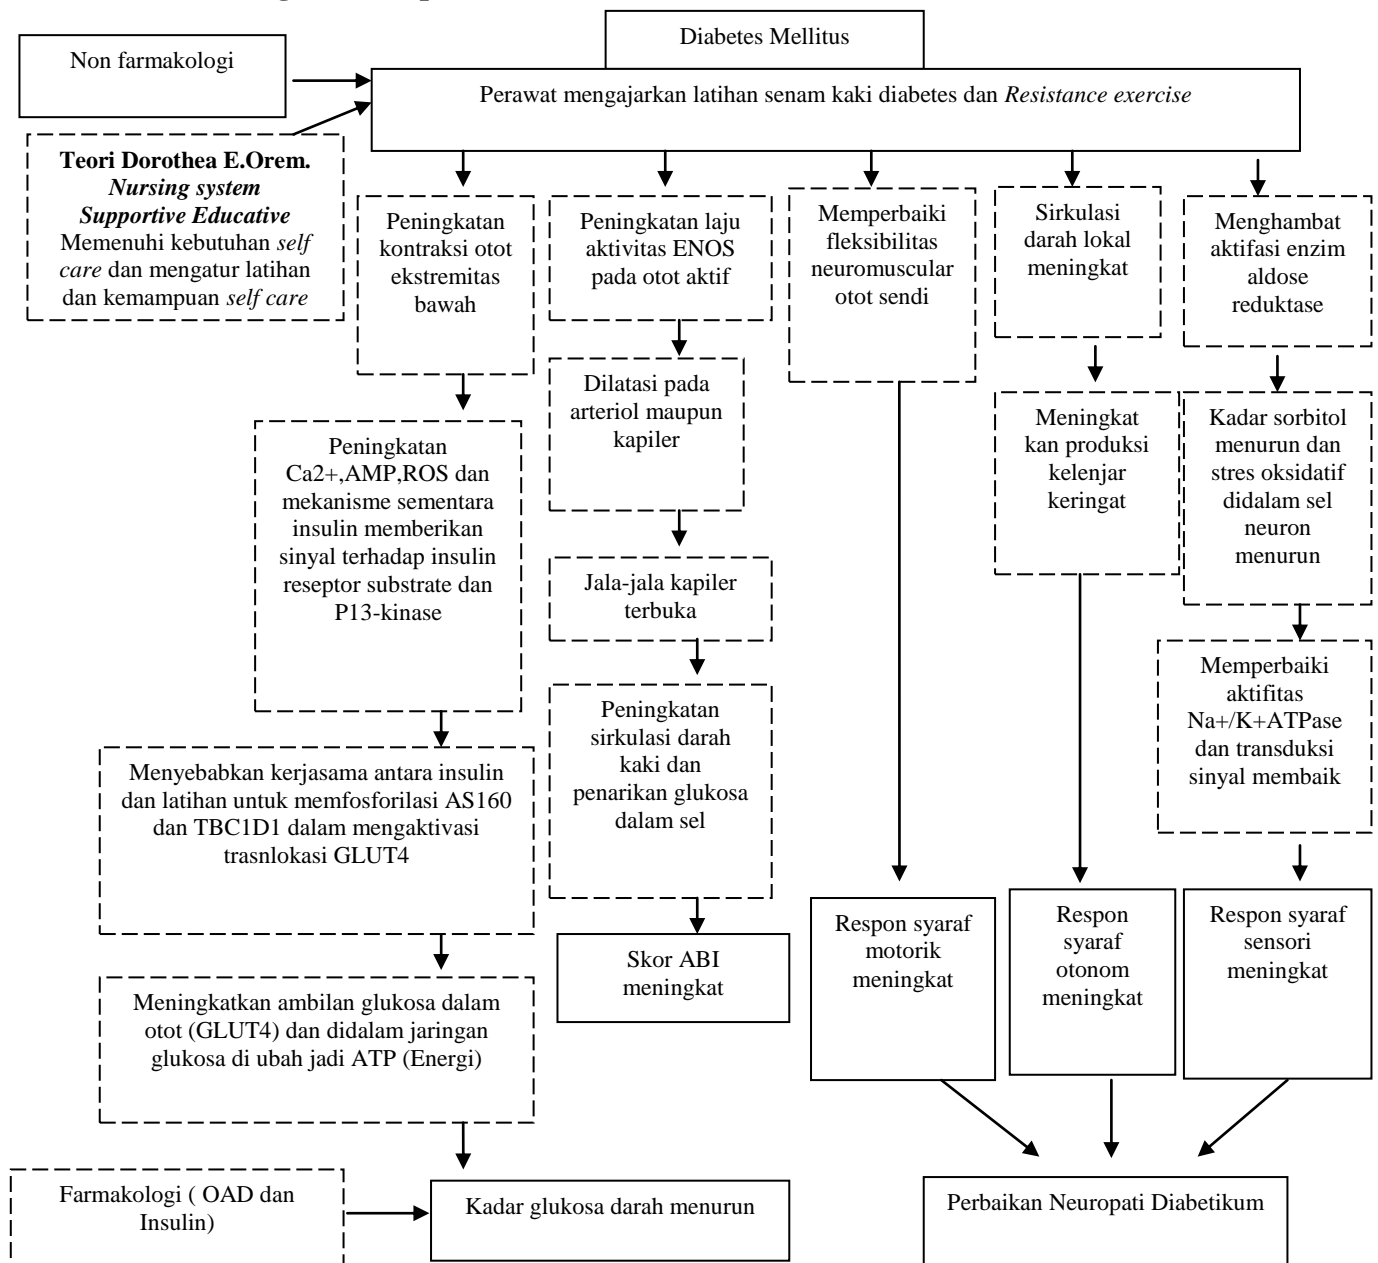 Diabetes Mellitus
Non farmakologi
Perawat mengajarkan latihan senam kaki diabetes dan Resistance exercise
Teori Dorothea E.Orem.
Nursing system
Supportive Educative
Memenuhi kebutuhan self
care dan mengatur latihan
dan kemampuan self care
Peningkatan
kontraksi otot
ekstremitas
bawah
Peningkatan laju
aktivitas ENOS
pada otot aktif
Memperbaiki
fleksibilitas
neuromuscular
otot sendi
Sirkulasi
darah lokal
meningkat
Menghambat
aktifasi enzim
aldose
reduktase
Dilatasi pada
arteriol maupun
kapiler
Meningkat
kan produksi
kelenjar
keringat
Kadar sorbitol
menurun dan
stres oksidatif
didalam sel
neuron
menurun
Peningkatan
Ca2+,AMP,ROS dan
mekanisme sementara
insulin memberikan
sinyal terhadap insulin
reseptor substrate dan
P13-kinase
Jala-jala kapiler
terbuka
Memperbaiki
aktifitas
Na+/K+ATPase
dan transduksi
sinyal membaik
Peningkatan
sirkulasi darah
kaki dan
penarikan glukosa
dalam sel
Menyebabkan kerjasama antara insulin
dan latihan untuk memfosforilasi AS160
dan TBC1D1 dalam mengaktivasi
trasnlokasi GLUT4
Respon syaraf
motorik
meningkat
Respon
syaraf
otonom
meningkat
Respon syaraf
sensori
meningkat
Skor ABI
meningkat
Meningkatkan ambilan glukosa dalam
otot (GLUT4) dan didalam jaringan
glukosa di ubah jadi ATP (Energi)
Farmakologi ( OAD dan
Insulin)
Kadar glukosa darah menurun
Perbaikan Neuropati Diabetikum